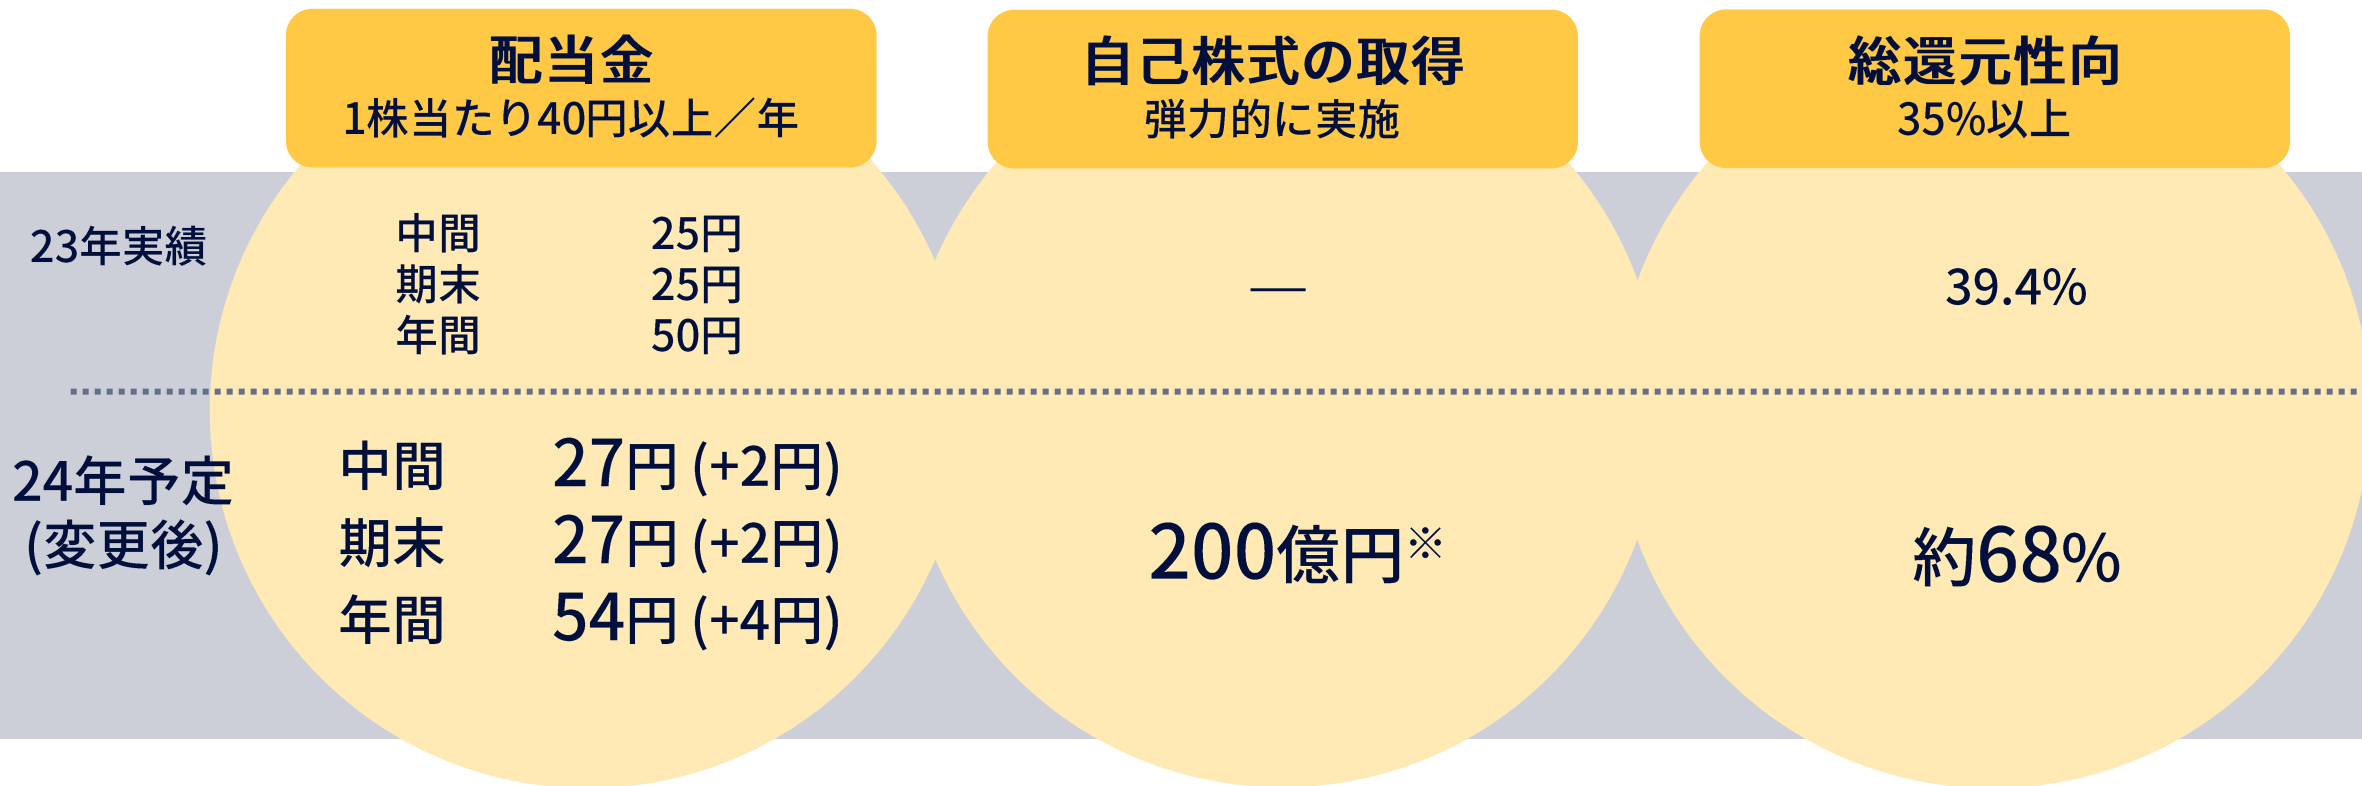 配当金
1株当たり40円以上／年
自己株式の取得
弾力的に実施
総還元性向
35%以上
23年実績
中間 25円
期末 25円
年間 50円
—
39.4%
24年予定
(変更後)
中間 27円 (+2円)
期末 27円 (+2円)
年間 54円 (+4円)
200億円※
約68%